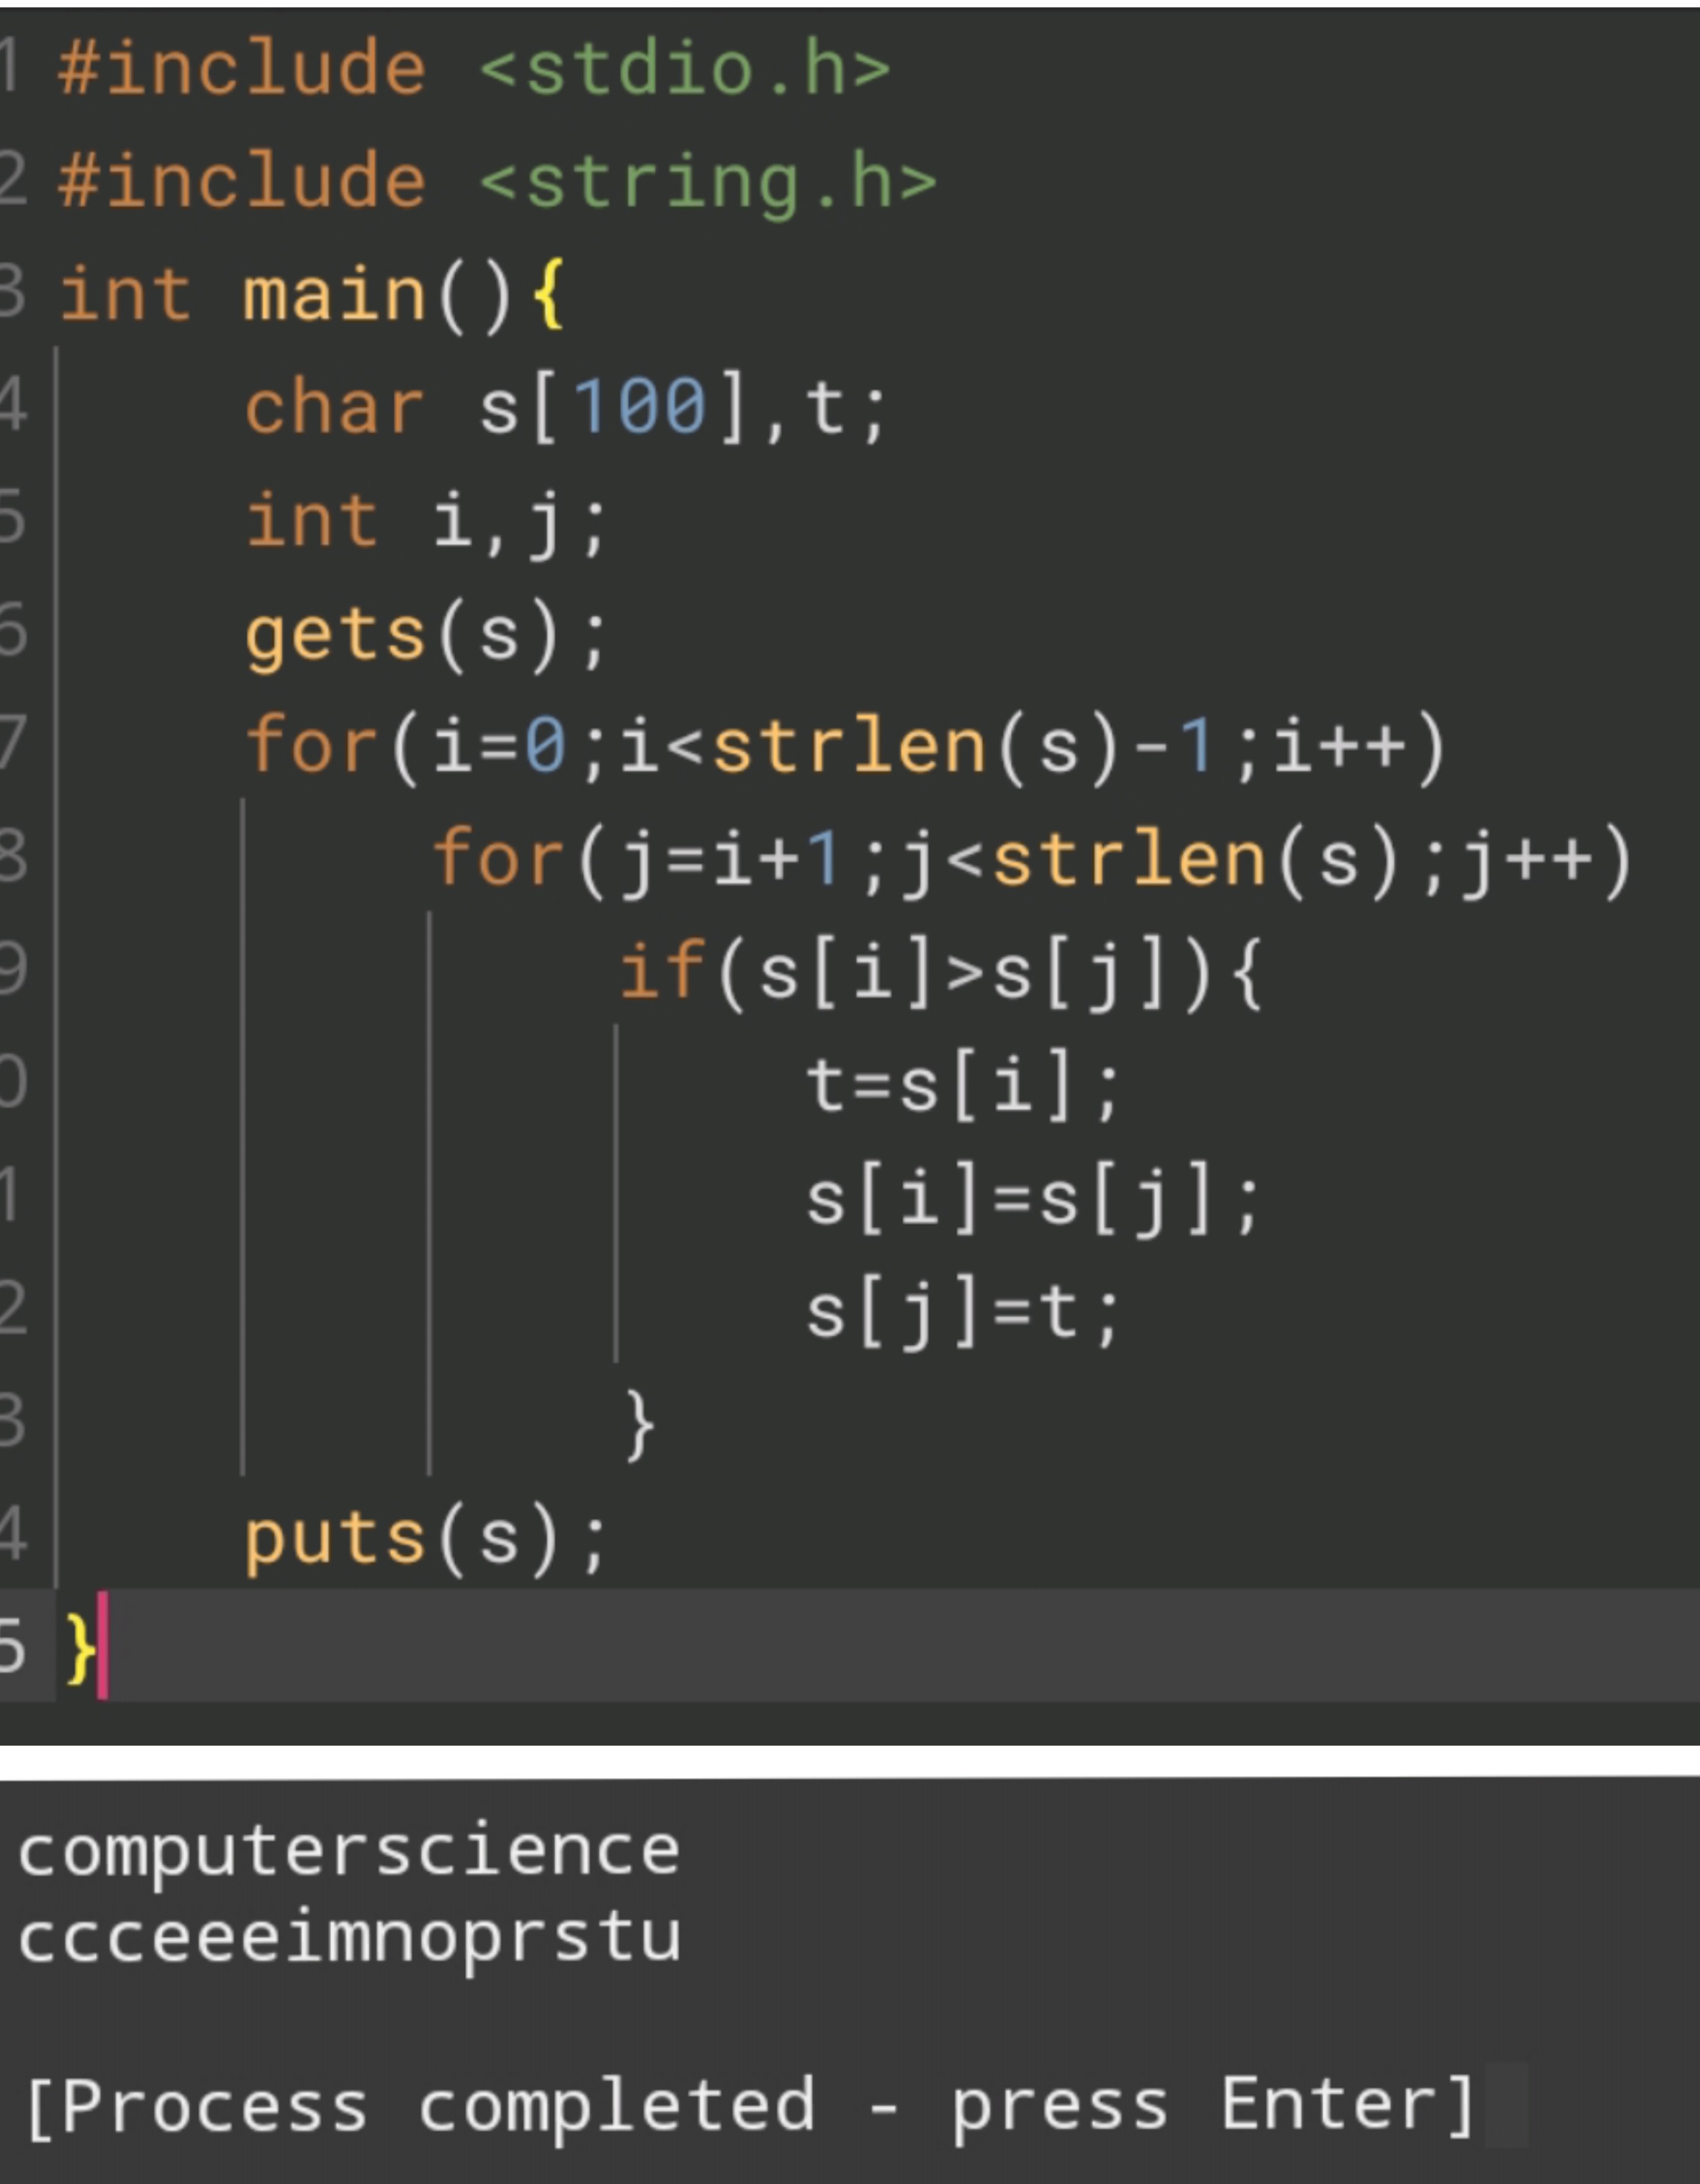 1 #include <stdio.h>
2 #include <string.h>
3 int main(){
4 char s[100],t;
5 int i,j;
6 gets(s);
7 for(i=0;i<strlen(s)-1;i++)
8 for(j=i+1;j<strlen(s);j++)
9 if(s[i]>s[j]){
0 t=s[i];
1 s[i]=s[j];
2 s[j]=t;
3 }
4 puts(s);
5 }
computerscience
ccceeeimnoprstu
[Process completed - press Enter]